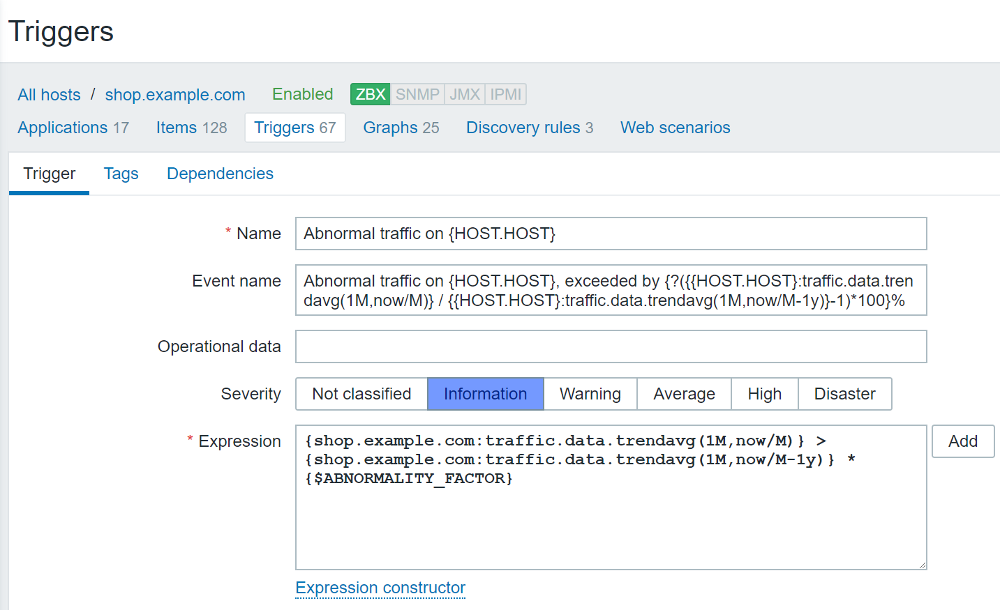 Triggers
All hosts / shop.example.com Enabled ZBX SNMP JMX IPMI
Applications 17 Items 128 Triggers 67 Graphs 25 Discovery rules 3 Web scenarios
Trigger Tags Dependencies
* Name Abnormal traffic on {HOST.HOST}
Event name Abnormal traffic on {HOST.HOST}, exceeded by {?({{HOST.HOST}:traffic.data.tren
davg(1M,now/M)} / {{HOST.HOST}:traffic.data.trendavg(1M,now/M-1y)}-1)*100}%
Operational data
Severity Not classified Information Warning Average High Disaster
* Expression {shop.example.com:traffic.data.trendavg(1M,now/M)} > Add
{shop.example.com:traffic.data.trendavg(1M,now/M-1y)} *
{$ABNORMALITY_FACTOR}
Expression constructor